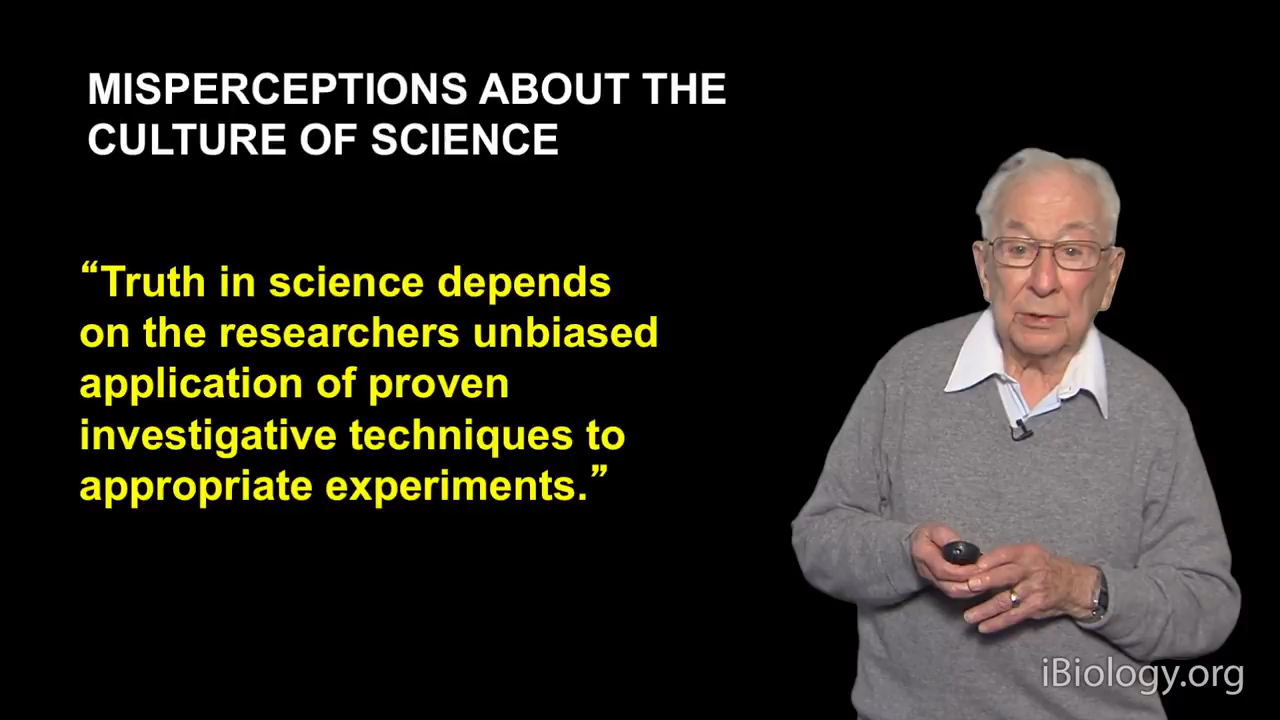 MISPERCEPTIONS ABOUT THE
CULTURE OF SCIENCE
“Truth in science depends
on the researchers unbiased
application of proven
investigative techniques to
appropriate experiments.”
iBiology.org